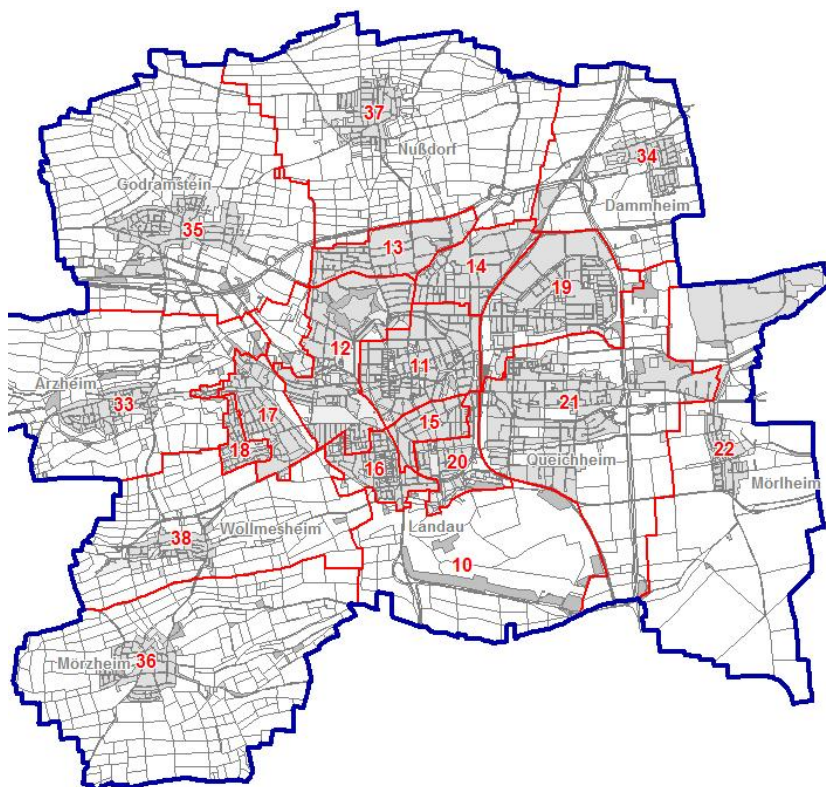 37
Nußdorf
34
Dammheim
Godramstein
35
13
14
19
12
11
Arzheim
33
17
18
15
21
16
20
Queichheim
22
Mörlheim
Landau
Wollmesheim
38
10
Mörzheim
36